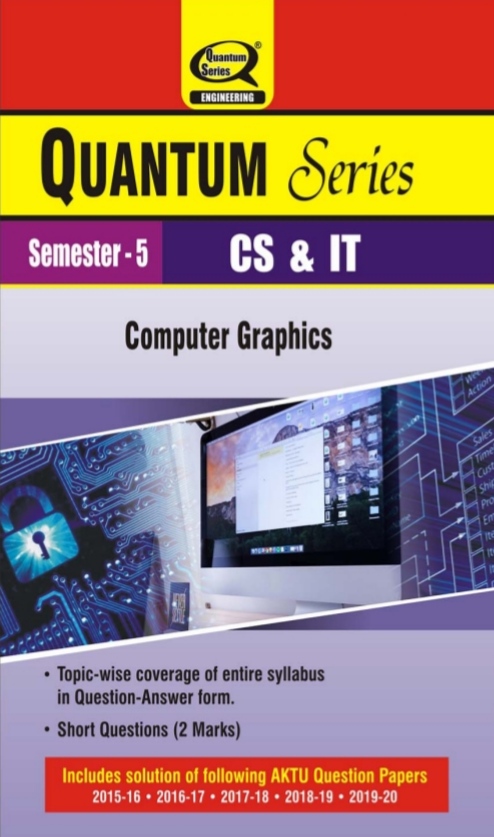 Quantum
Series
®
ENGINEERING
QUANTUM Series
Semester - 5
CS & IT
Computer Graphics
Action
Sales
• Topic-wise coverage of entire syllabus
in Question-Answer form.
• Short Questions (2 Marks)
Includes solution of following AKTU Question Papers
2015-16 • 2016-17 • 2017-18 • 2018-19 • 2019-20